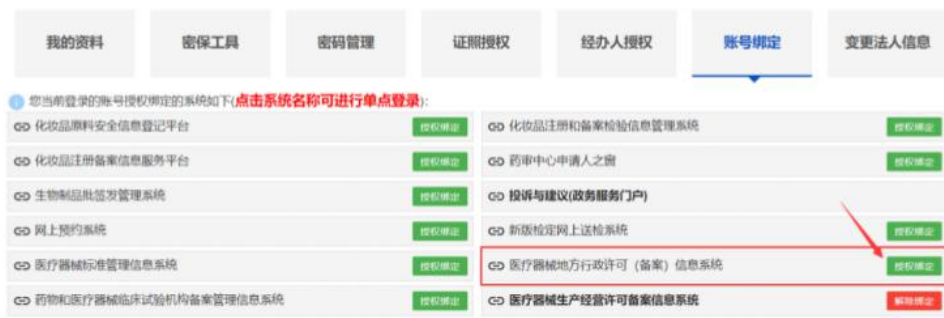 我的资料 密保工具 密码管理 证照授权 经办人授权 账号绑定 变更法人信息
您当前登录的账号授权绑定的系统如下(点击系统名称可进行单点登录):
化妆品原料安全信息登记平台 授权绑定 化妆品注册和备案检验信息管理系统 授权绑定
化妆品注册备案信息服务平台 授权绑定 药审中心申请人之窗 授权绑定
生物制品批签发管理系统 授权绑定 投诉与建议(政务服务门户)
网上预约系统 授权绑定 新版检定网上送检系统 授权绑定
医疗器械标准管理信息系统 授权绑定 医疗器械地方行政许可（备案）信息系统 授权绑定
药物和医疗器械临床试验机构备案管理信息系统 授权绑定 医疗器械生产经营许可备案信息系统 解除绑定